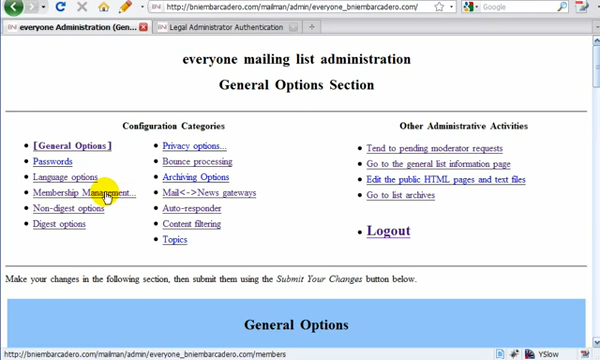 http://bniembarcadero.com/mailman/admin/everyone_bniembarcadero.com/
Google
everyone Administration (Gen...
Legal Administrator Authentication
everyone mailing list administration
General Options Section
Configuration Categories
[General Options]
Passwords
Language options
Membership Management...
Non-digest options
Digest options
Privacy options...
Bounce processing
Archiving Options
Mail<->News gateways
Auto-responder
Content filtering
Topics
Other Administrative Activities
Tend to pending moderator requests
Go to the general list information page
Edit the public HTML pages and text files
Go to list archives
Logout
Make your changes in the following section, then submit them using the Submit Your Changes button below.
General Options
http://bniembarcadero.com/mailman/admin/everyone_bniembarcadero.com/members
YSlow